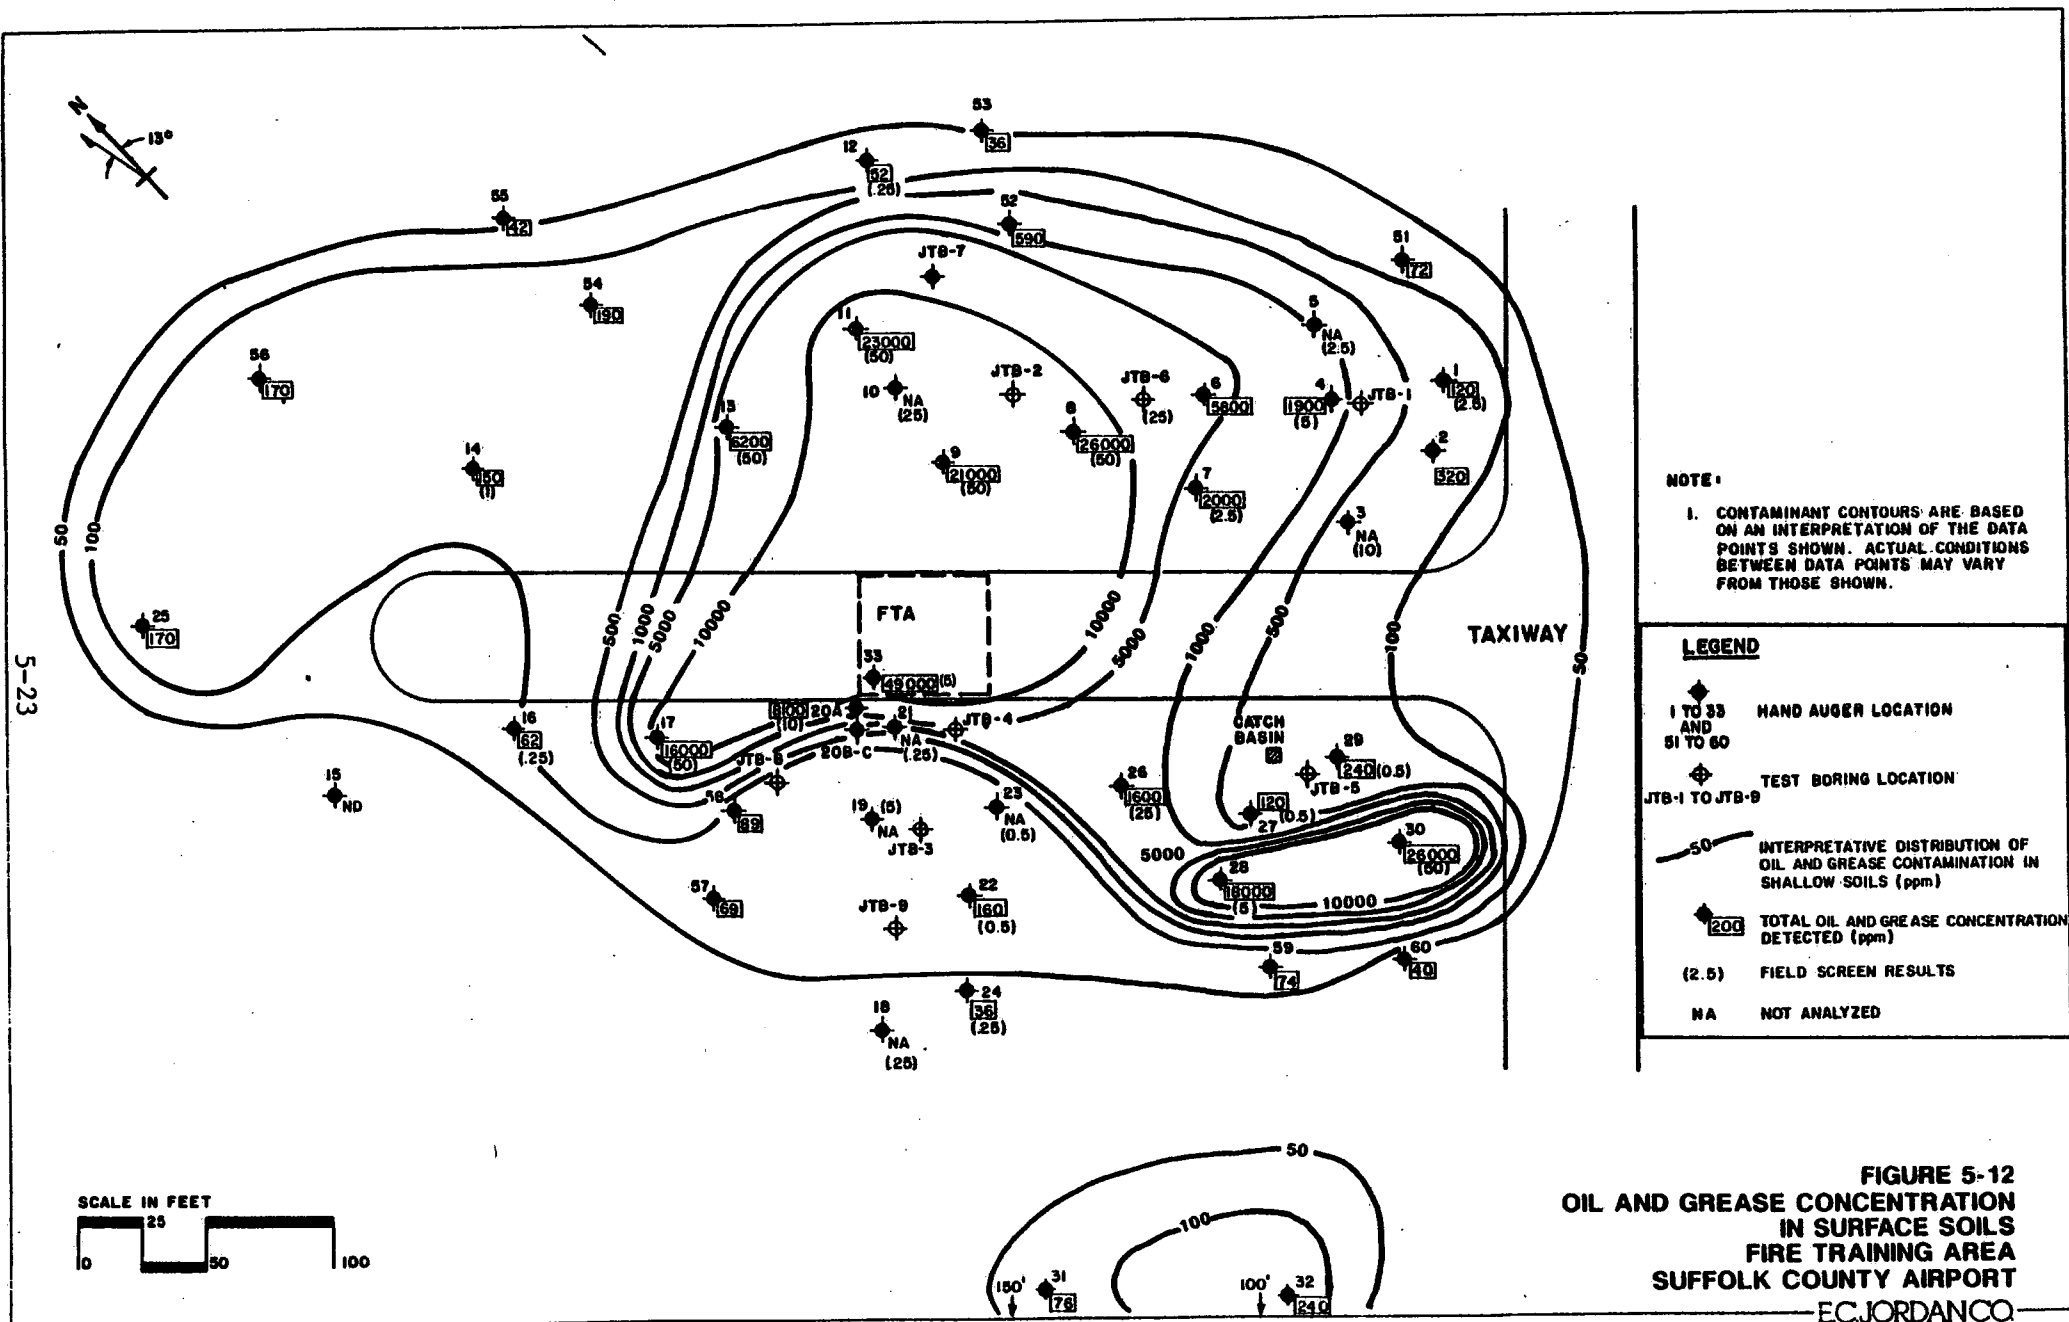 53
36
12
52
(.25)
55
42
52
590
51
72
N
13°
JTB-7
54
190
5
NA
(2.5)
11
23000
(50)
56
170
10
NA
(25)
JTB-2
JTB-6
(25)
6
5800
4
1900
(5)
JTB-1
1
120
(2.5)
13
6200
(50)
8
26000
(50)
2
320
14
(1)
9
21000
(50)
7
2000
(2.5)
3
NA
(10)
NOTE:
1. CONTAMINANT CONTOURS ARE BASED
ON AN INTERPRETATION OF THE DATA
POINTS SHOWN. ACTUAL CONDITIONS
BETWEEN DATA POINTS MAY VARY
FROM THOSE SHOWN.
50
100
25
170
500
1000
5000
10000
FTA
10000
5000
1000
500
100
50
TAXIWAY
5-23
33
49000
(5)
16
62
(.25)
17
16000
(50)
(10)
20A
21
NA
(.25)
JTB-4
20B-C
JTB-8
15
ND
58
89
19
(5)
NA
JTB-3
23
NA
(0.5)
26
1600
(25)
CATCH
BASIN
29
240
(0.5)
JTB-5
120
(0.5)
27
5000
30
26000
(50)
28
18000
(5)
10000
57
69
22
160
(0.5)
JTB-9
59
74
60
40
24
36
(.25)
18
NA
(.25)
LEGEND
1 TO 33
AND
51 TO 60
HAND AUGER LOCATION
JTB-1 TO JTB-9
TEST BORING LOCATION
50
INTERPRETATIVE DISTRIBUTION OF
OIL AND GREASE CONTAMINATION IN
SHALLOW SOILS (ppm)
200
TOTAL OIL AND GREASE CONCENTRATION
DETECTED (ppm)
(2.5) FIELD SCREEN RESULTS
NA NOT ANALYZED
50
100
150'
31
76
100'
32
240
SCALE IN FEET
25
0
50
100
FIGURE 5-12
OIL AND GREASE CONCENTRATION
IN SURFACE SOILS
FIRE TRAINING AREA
SUFFOLK COUNTY AIRPORT
E.C.JORDAN CO.